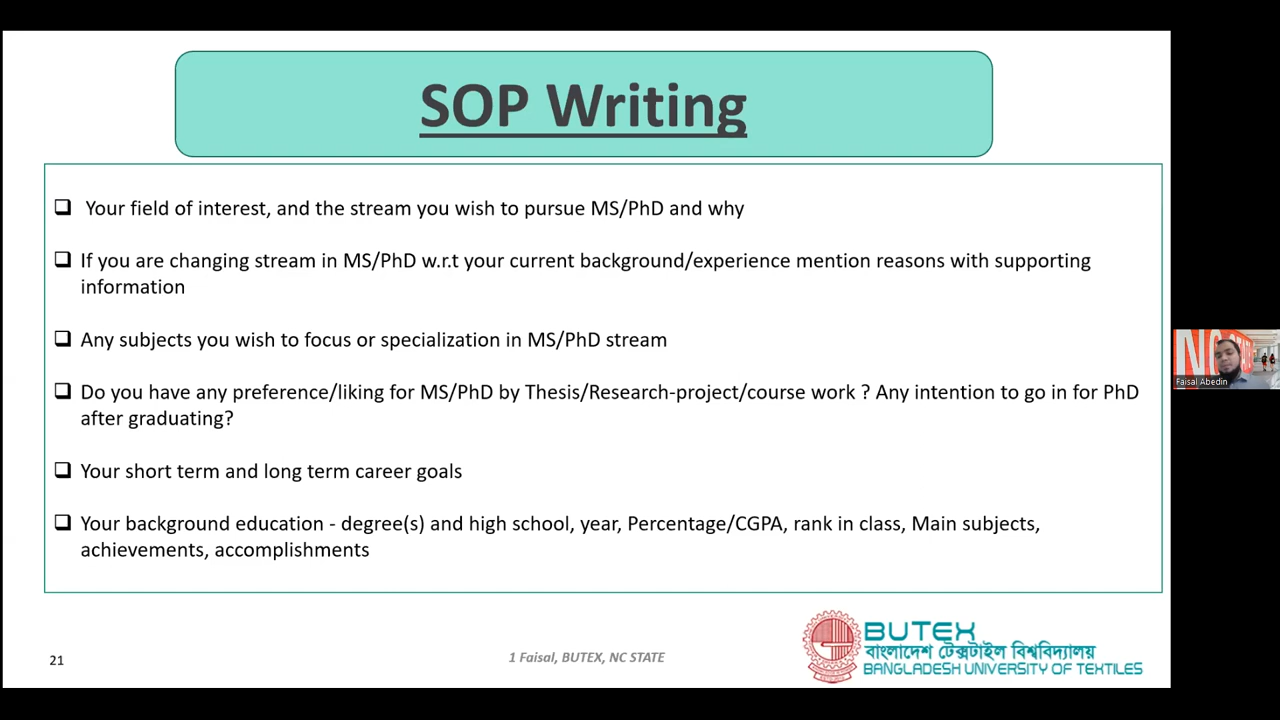 SOP Writing
❑ Your field of interest, and the stream you wish to pursue MS/PhD and why
❑ If you are changing stream in MS/PhD w.r.t your current background/experience mention reasons with supporting
information
❑ Any subjects you wish to focus or specialization in MS/PhD stream
❑ Do you have any preference/liking for MS/PhD by Thesis/Research-project/course work ? Any intention to go in for PhD
after graduating?
❑ Your short term and long term career goals
❑ Your background education - degree(s) and high school, year, Percentage/CGPA, rank in class, Main subjects,
achievements, accomplishments
21
1 Faisal, BUTEX, NC STATE
BUTEX
বাংলাদেশ টেক্সটাইল বিশ্ববিদ্যালয়
BANGLADESH UNIVERSITY OF TEXTILES
NC STATE
Faisal Abedin